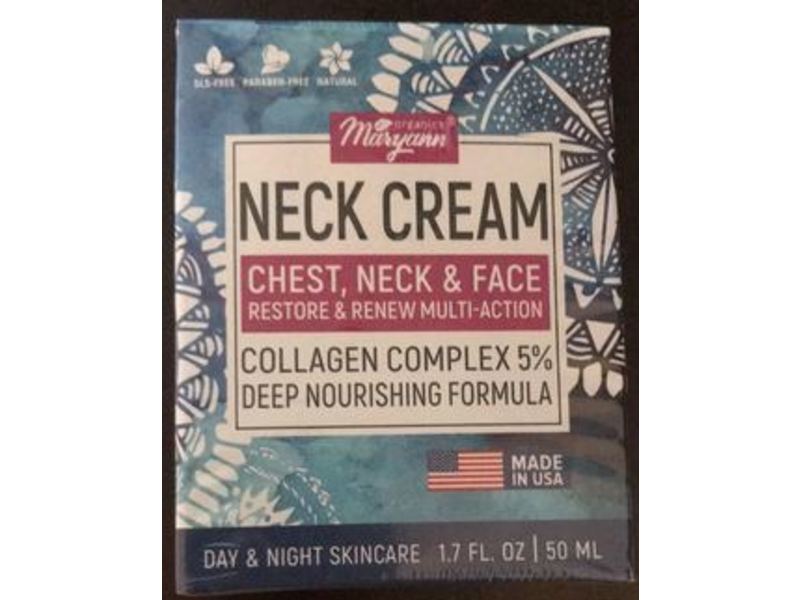 SLS-FREE PARABEN-FREE NATURAL
organics
Maryann®
NECK CREAM
CHEST, NECK & FACE
RESTORE & RENEW MULTI-ACTION
COLLAGEN COMPLEX 5%
DEEP NOURISHING FORMULA
MADE
IN USA
DAY & NIGHT SKINCARE 1.7 FL. OZ | 50 ML